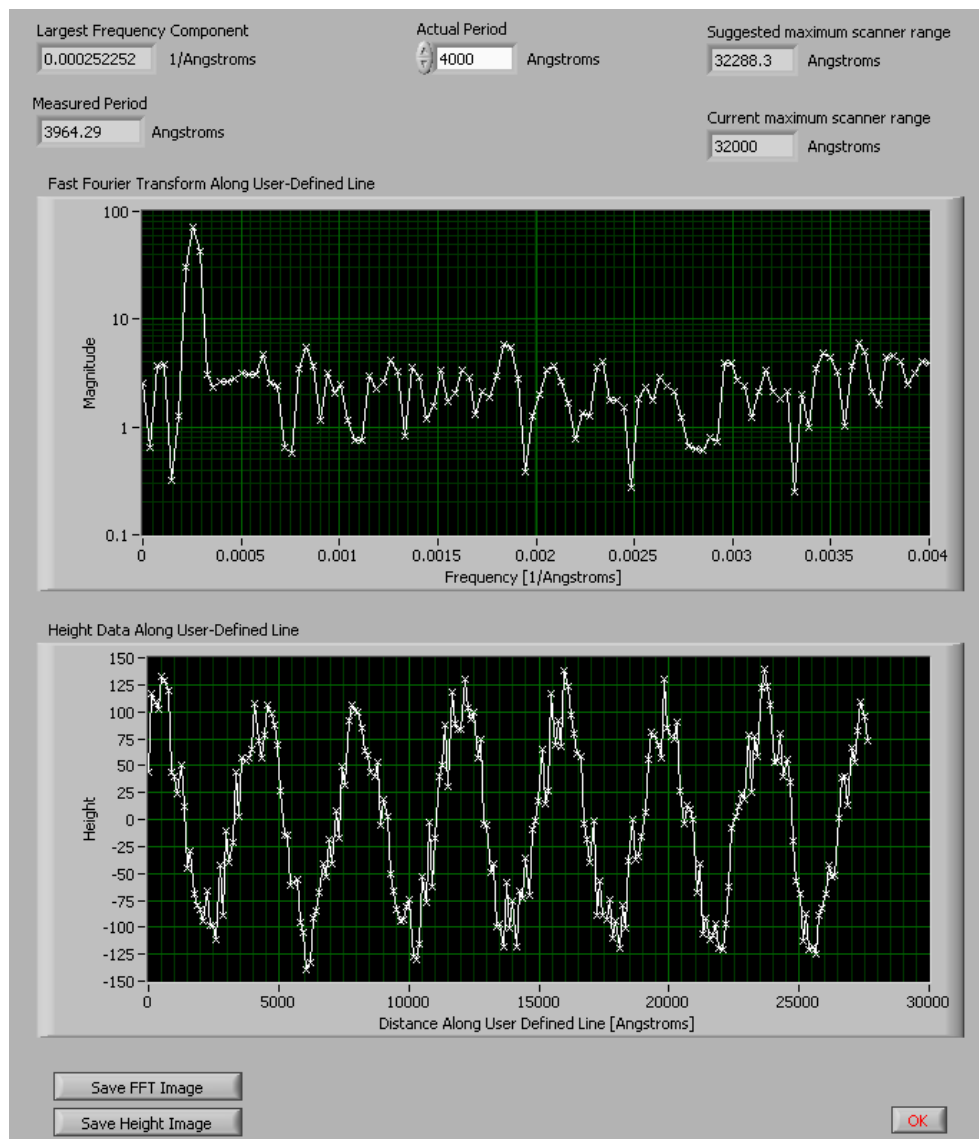 Largest Frequency Component
0.000252252 1/Angstroms
Actual Period
4000 Angstroms
Suggested maximum scanner range
32288.3 Angstroms
Measured Period
3964.29 Angstroms
Current maximum scanner range
32000 Angstroms
Fast Fourier Transform Along User-Defined Line
100
10
1
0.1
Magnitude
0 0.0005 0.001 0.0015 0.002 0.0025 0.003 0.0035 0.004
Frequency [1/Angstroms]
Height Data Along User-Defined Line
150
125
100
75
50
25
0
-25
-50
-75
-100
-125
-150
Height
0 5000 10000 15000 20000 25000 30000
Distance Along User Defined Line [Angstroms]
Save FFT Image
Save Height Image
OK